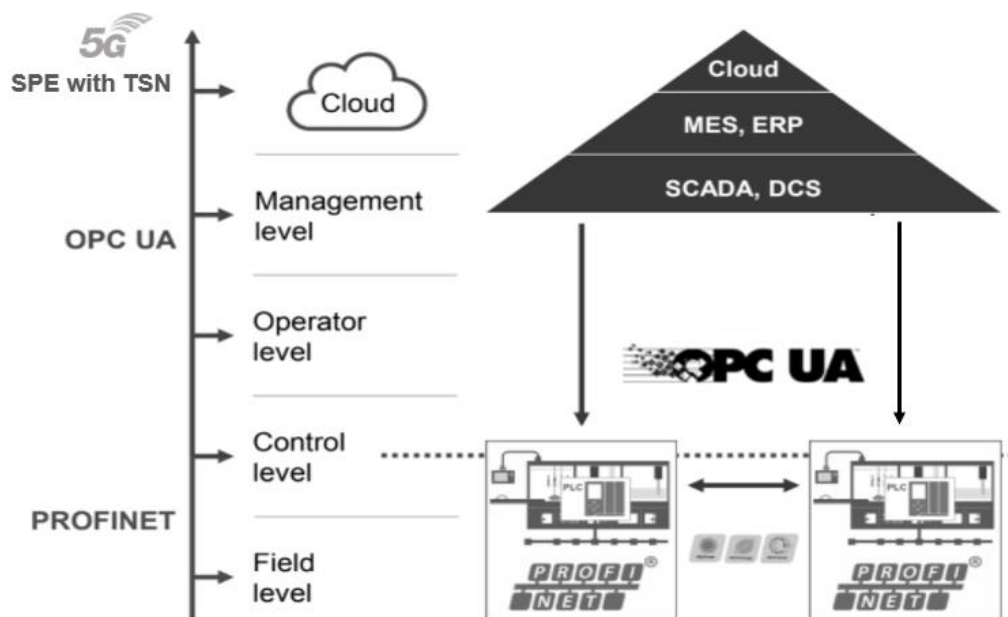 5G
SPE with TSN
OPC UA
PROFINET
Cloud
Management
level
Operator
level
Control
level
Field
level
Cloud
MES, ERP
SCADA, DCS
OPC UA
PLC
PROFI
NET
®
PLC
PROFI
NET
®